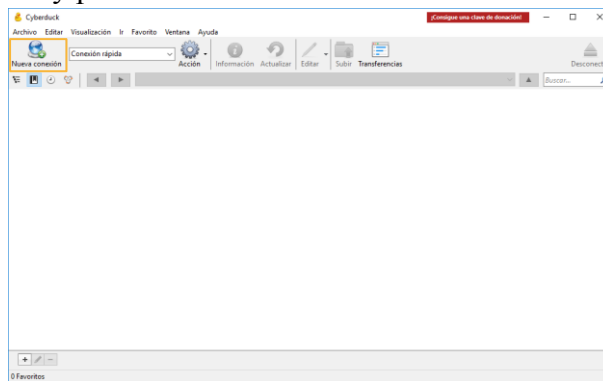 Cyberduck ¡Consigue una clave de donación!
Archivo Editar Visualización Ir Favorito Ventana Ayuda
Nueva conexión Conexión rápida Acción Información Actualizar Editar Subir Transferencias Desconect
Buscar...
0 Favoritos